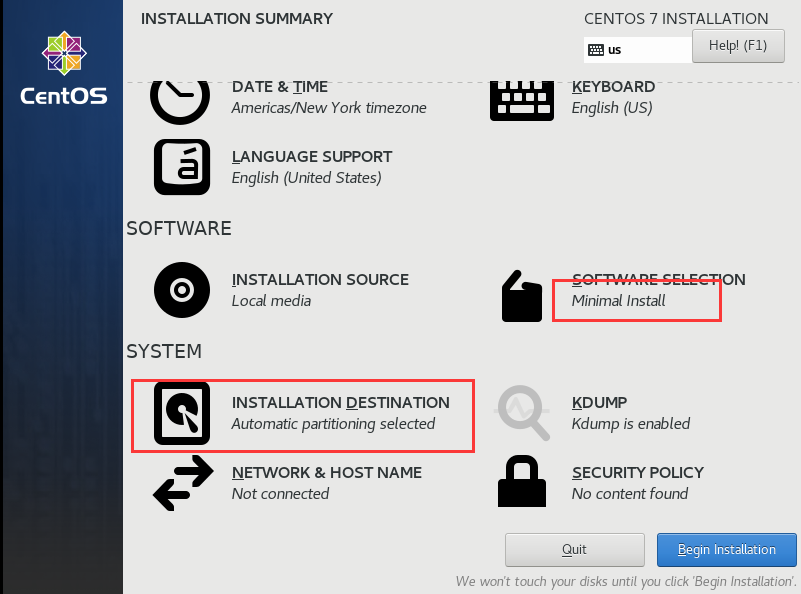 INSTALLATION SUMMARY
CENTOS 7 INSTALLATION
us
Help! (F1)
CentOS
DATE & TIME
Americas/New York timezone
KEYBOARD
English (US)
á
LANGUAGE SUPPORT
English (United States)
SOFTWARE
INSTALLATION SOURCE
Local media
SOFTWARE SELECTION
Minimal Install
SYSTEM
INSTALLATION DESTINATION
Automatic partitioning selected
KDUMP
Kdump is enabled
NETWORK & HOST NAME
Not connected
SECURITY POLICY
No content found
Quit
Begin Installation
We won't touch your disks until you click 'Begin Installation'.